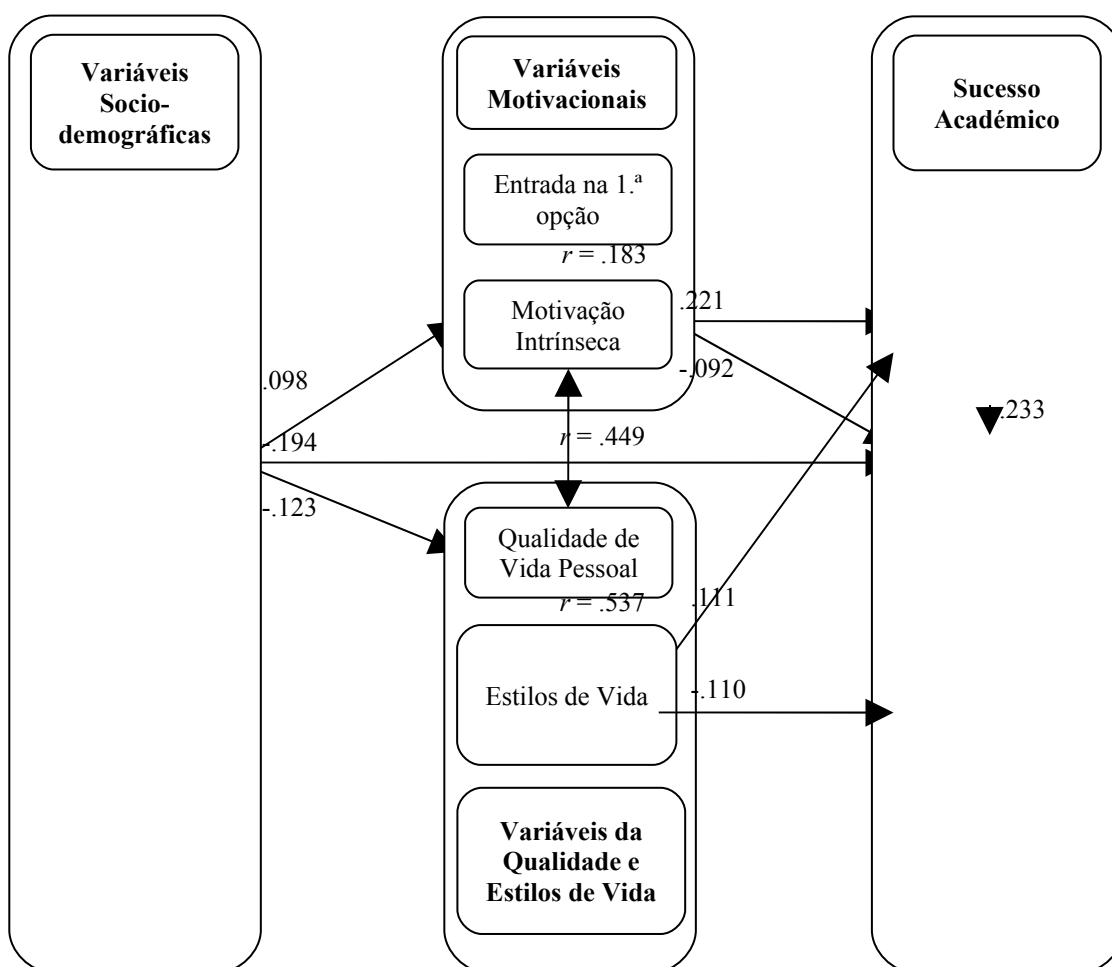 Variáveis
Socio-
demográficas
Variáveis
Motivacionais
Entrada na 1.ª
opção
r = .183
Motivação
Intrínseca
Sucesso
Académico
.221
-.092
.098
-.194
-.123
r = .449
.233
Qualidade de
Vida Pessoal
r = .537
.111
Estilos de Vida
-.110
Variáveis da
Qualidade e
Estilos de Vida